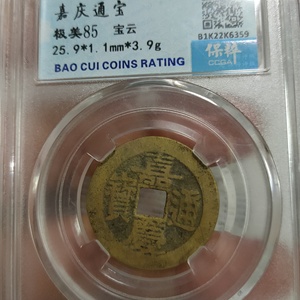 嘉庆通宝
极美85 宝云
25.9*1.1mm*3.9g
BAO CUI COINS RATING
B1K22K6359
保粹
CCGA
嘉慶通寶